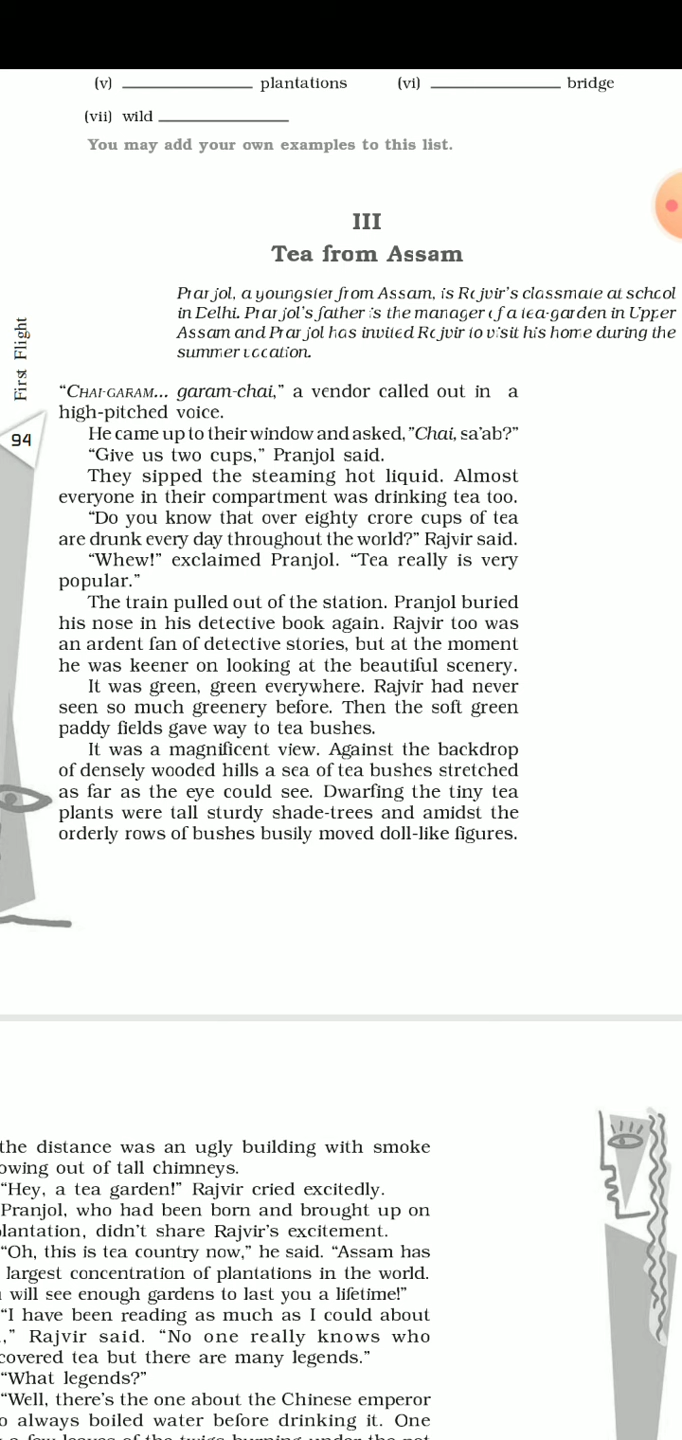 (v) ______________ plantations (vi) ______________ bridge
(vii) wild ______________
You may add your own examples to this list.
III
Tea from Assam
Pranjol, a youngster from Assam, is Rajvir's classmate at school
in Delhi. Pranjol's father is the manager of a tea-garden in Upper
Assam and Pranjol has invited Rajvir to visit his home during the
summer vacation.
First Flight
94
“CHAI-GARAM... garam-chai,” a vendor called out in a
high-pitched voice.
He came up to their window and asked, ”Chai, sa'ab?”
“Give us two cups,” Pranjol said.
They sipped the steaming hot liquid. Almost
everyone in their compartment was drinking tea too.
“Do you know that over eighty crore cups of tea
are drunk every day throughout the world?” Rajvir said.
“Whew!” exclaimed Pranjol. “Tea really is very
popular.”
The train pulled out of the station. Pranjol buried
his nose in his detective book again. Rajvir too was
an ardent fan of detective stories, but at the moment
he was keener on looking at the beautiful scenery.
It was green, green everywhere. Rajvir had never
seen so much greenery before. Then the soft green
paddy fields gave way to tea bushes.
It was a magnificent view. Against the backdrop
of densely wooded hills a sea of tea bushes stretched
as far as the eye could see. Dwarfing the tiny tea
plants were tall sturdy shade-trees and amidst the
orderly rows of bushes busily moved doll-like figures.
the distance was an ugly building with smoke
owing out of tall chimneys.
“Hey, a tea garden!” Rajvir cried excitedly.
Pranjol, who had been born and brought up on
plantation, didn't share Rajvir's excitement.
“Oh, this is tea country now,” he said. “Assam has
largest concentration of plantations in the world.
will see enough gardens to last you a lifetime!”
“I have been reading as much as I could about
,” Rajvir said. “No one really knows who
covered tea but there are many legends.”
“What legends?”
“Well, there's the one about the Chinese emperor
o always boiled water before drinking it. One
a few leaves of the twigs burning under the pot